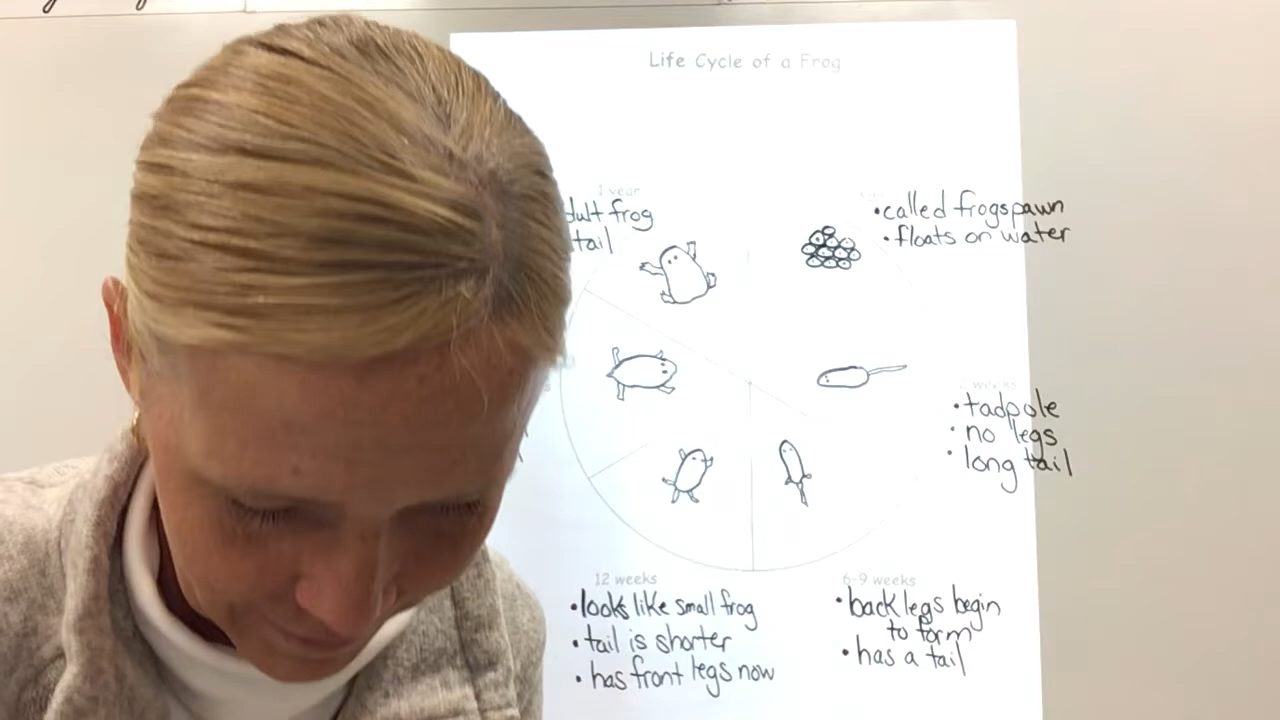 Life Cycle of a Frog
1 year
frog
tail
•called frogspawn
•floats on water
weeks
•tadpole
•no legs
•long tail
12 weeks
•looks like small frog
•tail is shorter
•has front legs now
6-9 weeks
•back legs begin
to form
•has a tail